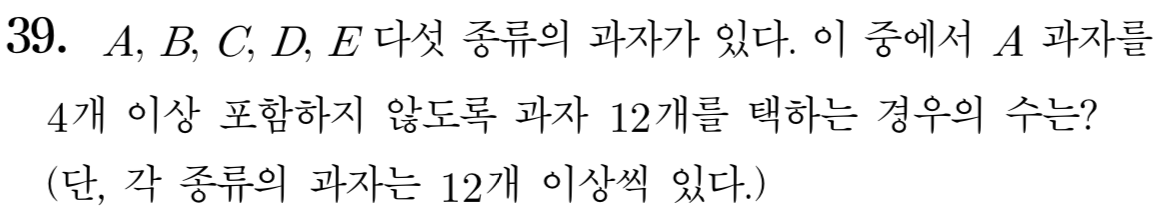 39. A, B, C, D, E 다섯 종류의 과자가 있다. 이 중에서 A 과자를
4개 이상 포함하지 않도록 과자 12개를 택하는 경우의 수는?
(단, 각 종류의 과자는 12개 이상씩 있다.)